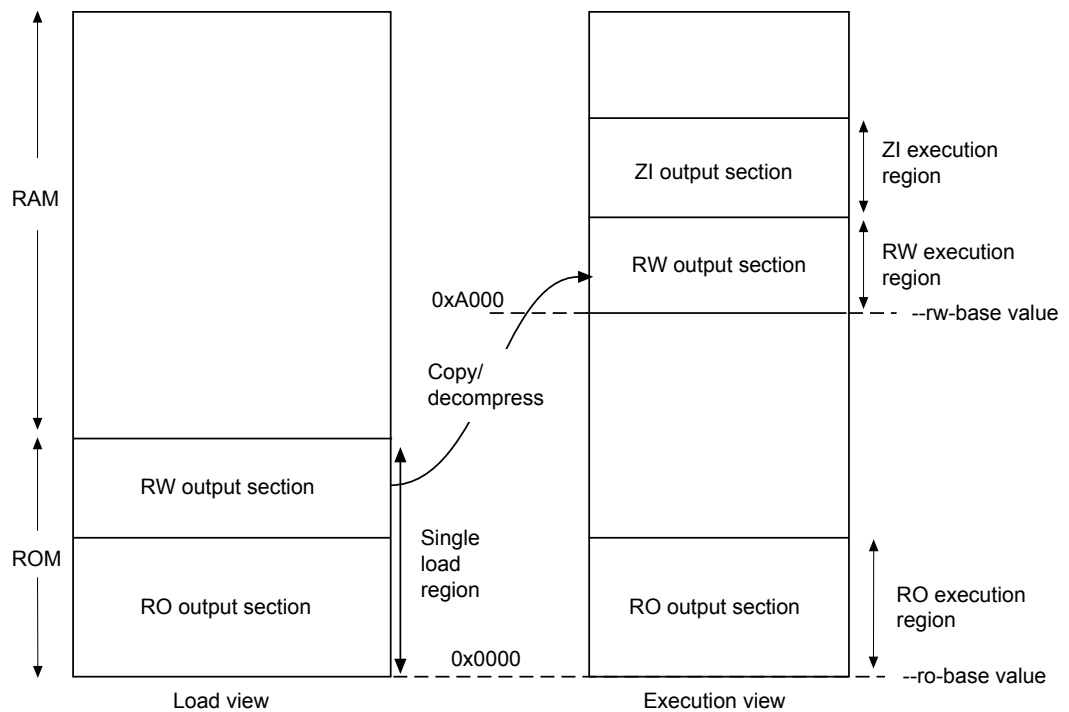 RAM
ROM
RW output section
RO output section
Load view
Single
load
region
Copy/
decompress
0xA000
0x0000
ZI output section
RW output section
RO output section
Execution view
ZI execution
region
RW execution
region
--rw-base value
RO execution
region
--ro-base value